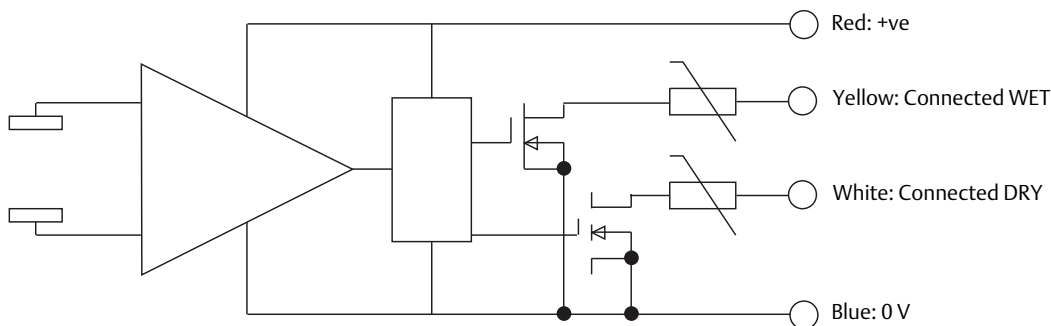 Red: +ve
Yellow: Connected WET
White: Connected DRY
Blue: 0 V